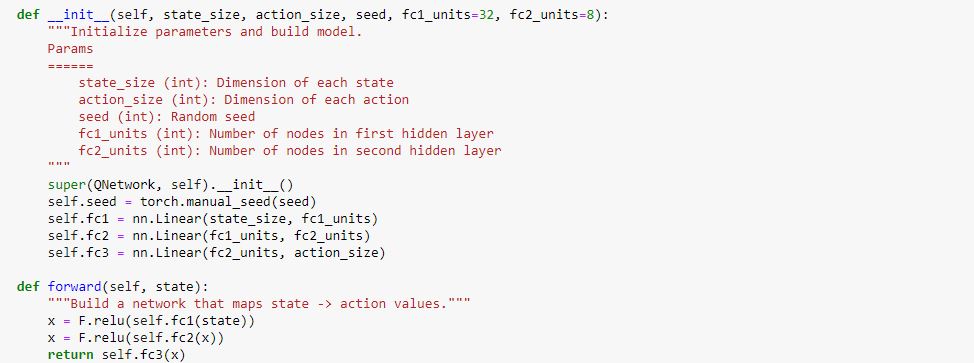 def __init__(self, state_size, action_size, seed, fc1_units=32, fc2_units=8):
    """Initialize parameters and build model.
    Params
    ======
        state_size (int): Dimension of each state
        action_size (int): Dimension of each action
        seed (int): Random seed
        fc1_units (int): Number of nodes in first hidden layer
        fc2_units (int): Number of nodes in second hidden layer
    """
    super(QNetwork, self).__init__()
    self.seed = torch.manual_seed(seed)
    self.fc1 = nn.Linear(state_size, fc1_units)
    self.fc2 = nn.Linear(fc1_units, fc2_units)
    self.fc3 = nn.Linear(fc2_units, action_size)

def forward(self, state):
    """Build a network that maps state -> action values."""
    x = F.relu(self.fc1(state))
    x = F.relu(self.fc2(x))
    return self.fc3(x)